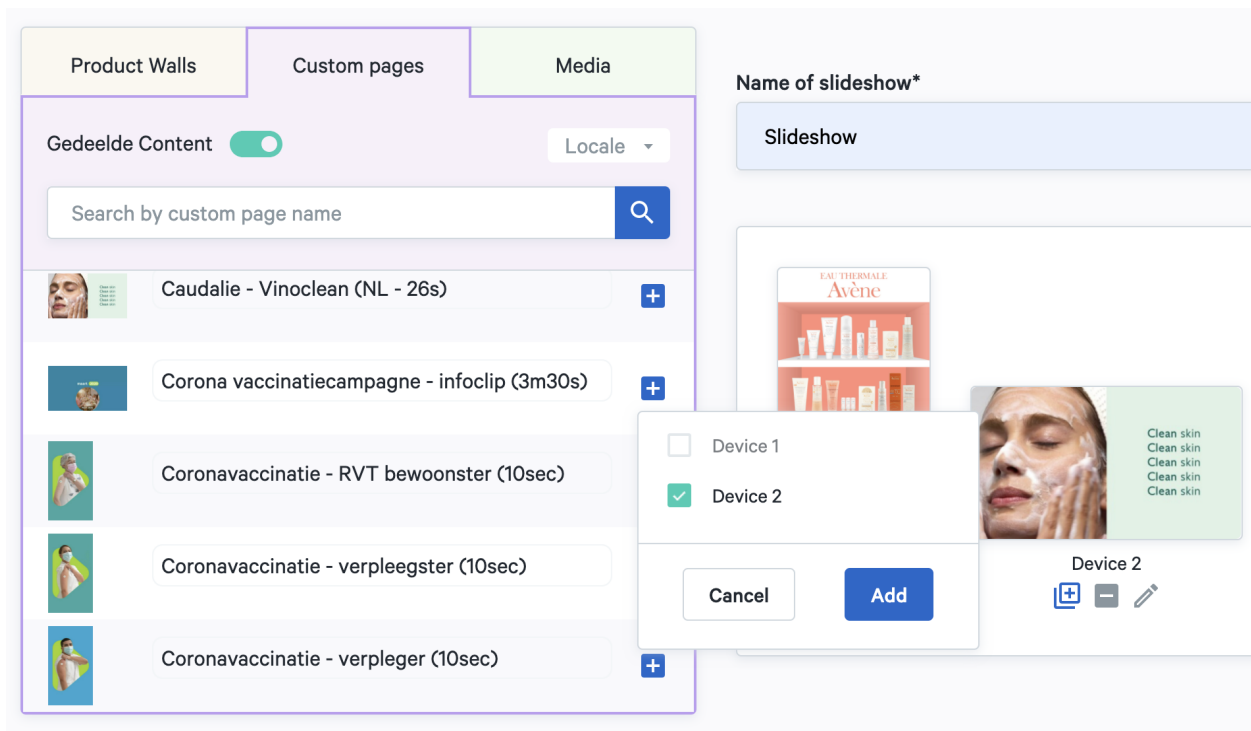 Product Walls
Custom pages
Media
Gedeelde Content
Locale
Search by custom page name
Caudalie - Vinoclean (NL - 26s)
Corona vaccinatiecampagne - infoclip (3m30s)
Coronavaccinatie - RVT bewoonster (10sec)
Coronavaccinatie - verpleegster (10sec)
Coronavaccinatie - verpleger (10sec)
Name of slideshow*
Slideshow
EAU THERMALE
Avène
Device 1
Device 2
Cancel
Add
Clean skin
Clean skin
Clean skin
Clean skin
Clean skin
Device 2